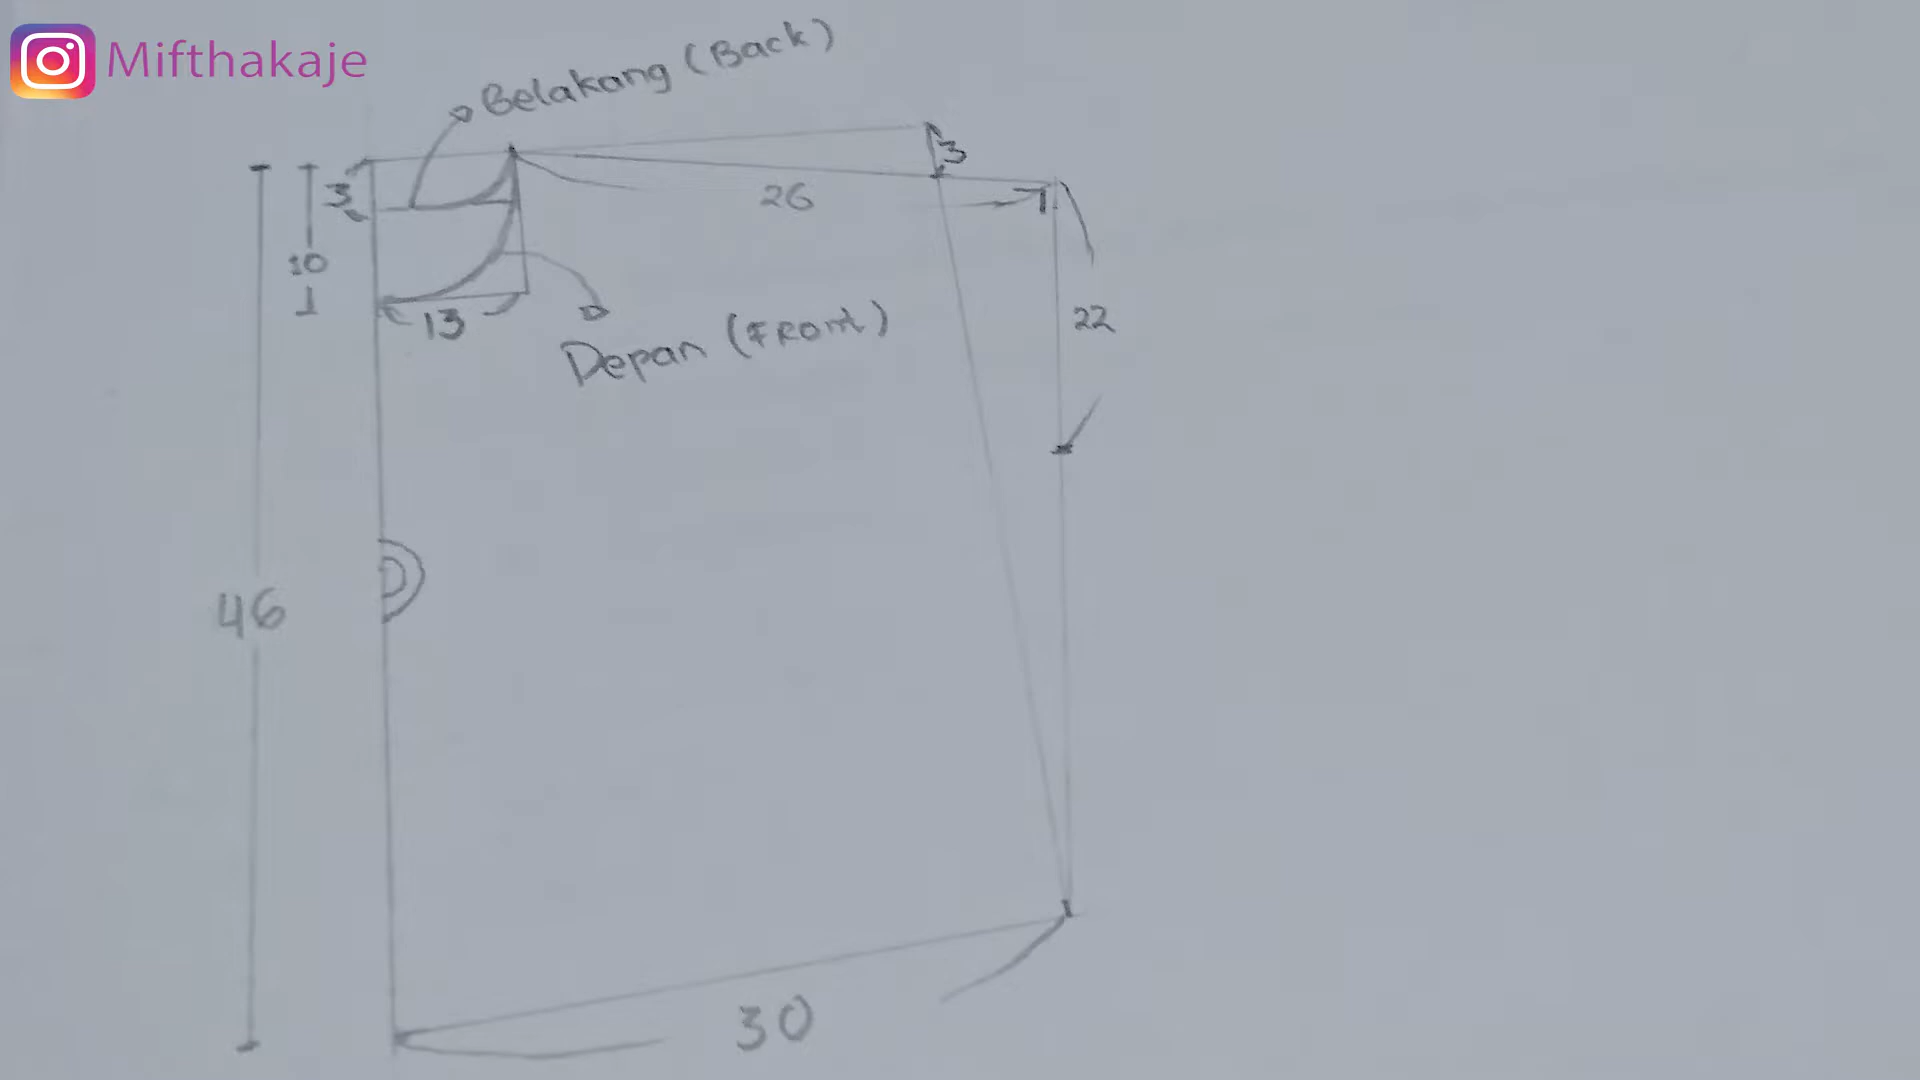 Mifthakaje
Belakang (Back)
3
3
26
10
13
22
Depan (FRont)
46
30